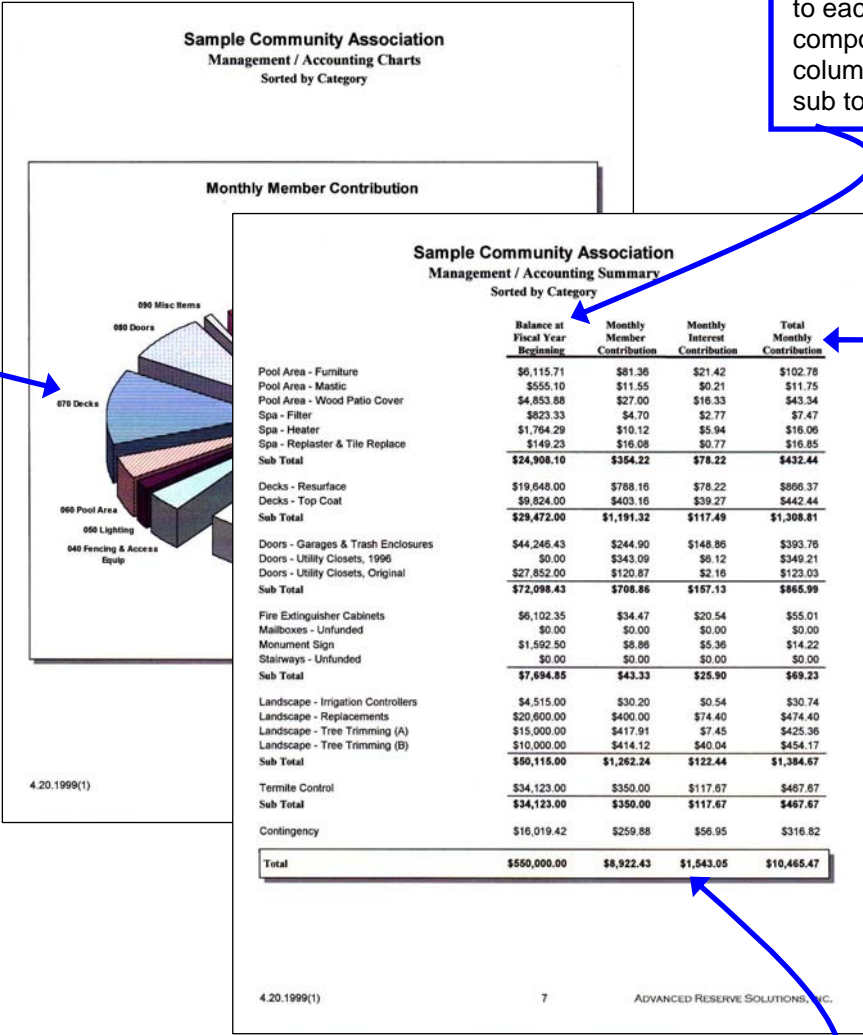 to eac
compo
colum
sub to
Sample Community Association
Management / Accounting Charts
Sorted by Category
Monthly Member Contribution
090 Misc Items
080 Doors
070 Decks
060 Pool Area
050 Lighting
040 Fencing & Access
Equip
4.20.1999(1)
Sample Community Association
Management / Accounting Summary
Sorted by Category
Balance at Monthly Monthly Total
Fiscal Year Member Interest Monthly
Beginning Contribution Contribution Contribution
Pool Area - Furniture $6,115.71 $81.36 $21.42 $102.78
Pool Area - Mastic $555.10 $11.55 $0.21 $11.75
Pool Area - Wood Patio Cover $4,853.88 $27.00 $16.33 $43.34
Spa - Filter $823.33 $4.70 $2.77 $7.47
Spa - Heater $1,764.29 $10.12 $5.94 $16.06
Spa - Replaster & Tile Replace $149.23 $16.08 $0.77 $16.85
Sub Total $24,908.10 $354.22 $78.22 $432.44
Decks - Resurface $19,648.00 $788.16 $78.22 $866.37
Decks - Top Coat $9,824.00 $403.16 $39.27 $442.44
Sub Total $29,472.00 $1,191.32 $117.49 $1,308.81
Doors - Garages & Trash Enclosures $44,246.43 $244.90 $148.86 $393.76
Doors - Utility Closets, 1996 $0.00 $343.09 $6.12 $349.21
Doors - Utility Closets, Original $27,852.00 $120.87 $2.16 $123.03
Sub Total $72,098.43 $708.86 $157.13 $865.99
Fire Extinguisher Cabinets $6,102.35 $34.47 $20.54 $55.01
Mailboxes - Unfunded $0.00 $0.00 $0.00 $0.00
Monument Sign $1,592.50 $8.86 $5.36 $14.22
Stairways - Unfunded $0.00 $0.00 $0.00 $0.00
Sub Total $7,694.85 $43.33 $25.90 $69.23
Landscape - Irrigation Controllers $4,515.00 $30.20 $0.54 $30.74
Landscape - Replacements $20,600.00 $400.00 $74.40 $474.40
Landscape - Tree Trimming (A) $15,000.00 $417.91 $7.45 $425.36
Landscape - Tree Trimming (B) $10,000.00 $414.12 $40.04 $454.17
Sub Total $50,115.00 $1,262.24 $122.44 $1,384.67
Termite Control $34,123.00 $350.00 $117.67 $467.67
Sub Total $34,123.00 $350.00 $117.67 $467.67
Contingency $16,019.42 $259.88 $56.95 $316.82
Total $550,000.00 $8,922.43 $1,543.05 $10,465.47
4.20.1999(1) 7 ADVANCED RESERVE SOLUTIONS, INC.